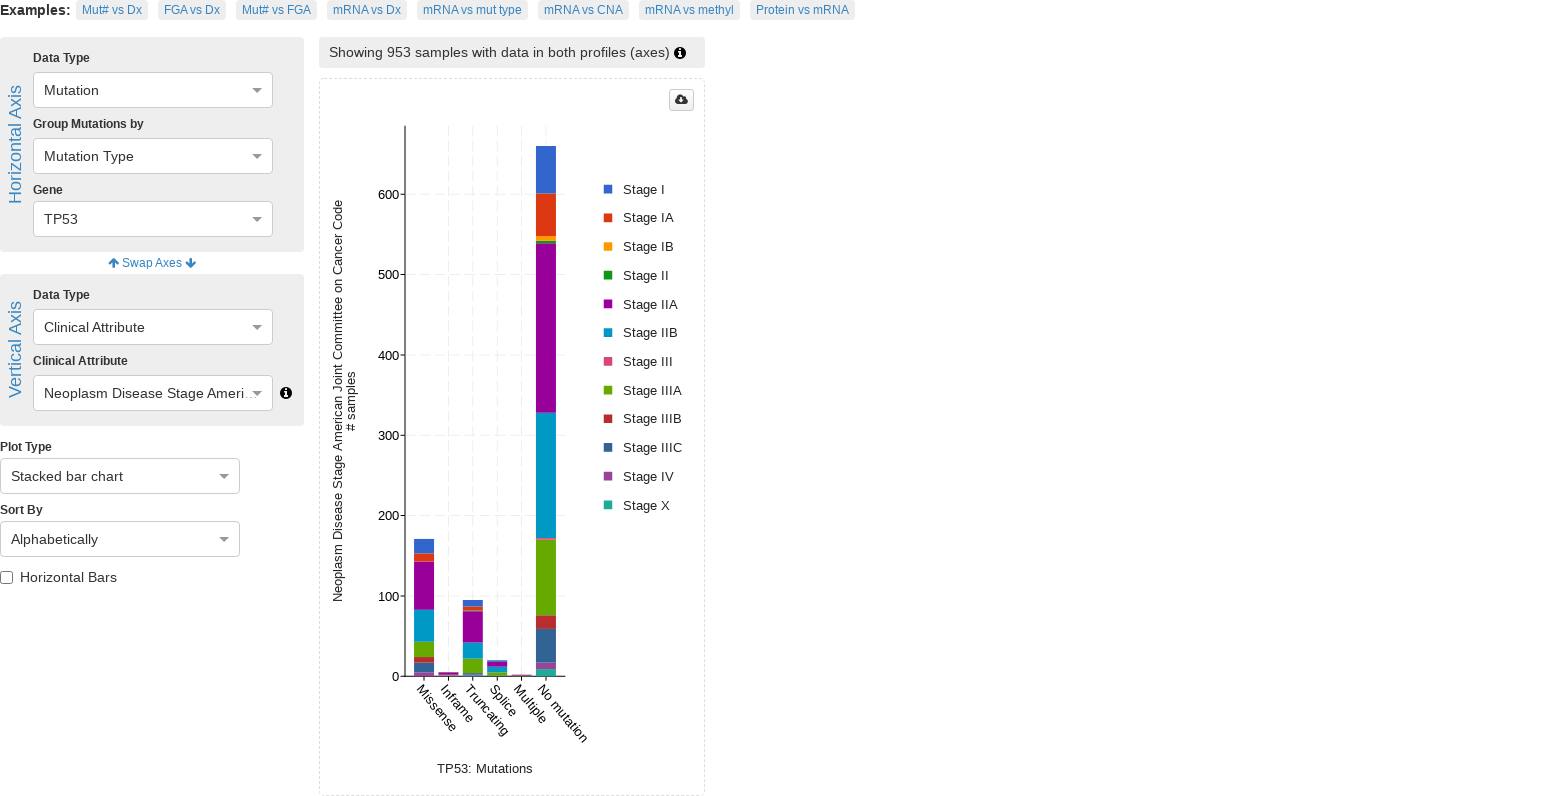 Examples: Mut# vs Dx FGA vs Dx Mut# vs FGA mRNA vs Dx mRNA vs mut type mRNA vs CNA mRNA vs methyl Protein vs mRNA
Horizontal Axis
Data Type
Mutation
Group Mutations by
Mutation Type
Gene
TP53
Swap Axes
Vertical Axis
Data Type
Clinical Attribute
Clinical Attribute
Neoplasm Disease Stage Ameri…
Plot Type
Stacked bar chart
Sort By
Alphabetically
Horizontal Bars
Showing 953 samples with data in both profiles (axes)
Neoplasm Disease Stage American Joint Committee on Cancer Code
# samples
600
500
400
300
200
100
0
Missense
Inframe
Truncating
Splice
Multiple
No mutation
TP53: Mutations
Stage I
Stage IA
Stage IB
Stage II
Stage IIA
Stage IIB
Stage III
Stage IIIA
Stage IIIB
Stage IIIC
Stage IV
Stage X